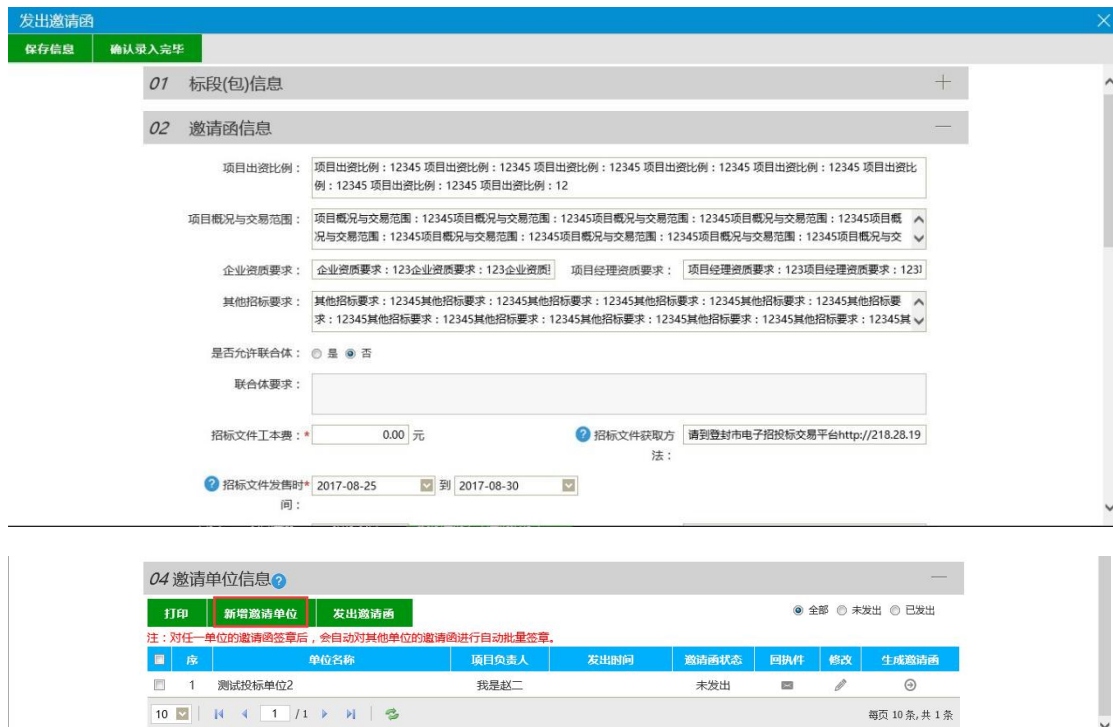 发出邀请函
保存信息 确认录入完毕
01 标段(包)信息
02 邀请函信息
项目出资比例： 项目出资比例：12345 项目出资比例：12345 项目出资比例：12345 项目出资比例：12345 项目出资比例：12345 项目出资比
例：12345 项目出资比例：12345 项目出资比例：12
项目概况与交易范围： 项目概况与交易范围：12345项目概况与交易范围：12345项目概况与交易范围：12345项目概况与交易范围：12345项目概
况与交易范围：12345项目概况与交易范围：12345项目概况与交易范围：12345项目概况与交易范围：12345项目概况与交
企业资质要求： 企业资质要求：123企业资质要求：123企业资质 项目经理资质要求： 项目经理资质要求：123项目经理资质要求：123
其他招标要求： 其他招标要求：12345其他招标要求：12345其他招标要求：12345其他招标要求：12345其他招标要求：12345其他招标要
求：12345其他招标要求：12345其他招标要求：12345其他招标要求：12345其他招标要求：12345其他招标要求：12345其
是否允许联合体： 是 否
联合体要求：
招标文件工本费：* 0.00 元 招标文件获取方 请到登封市电子招投标交易平台http://218.28.19
法：
招标文件发售时* 2017-08-25 到 2017-08-30
间：
04 邀请单位信息
打印 新增邀请单位 发出邀请函 全部 未发出 已发出
注：对任一单位的邀请函签章后，会自动对其他单位的邀请函进行自动批量签章。
序 单位名称 项目负责人 发出时间 邀请函状态 回执件 修改 生成邀请函
1 测试投标单位2 我是赵二 未发出
10 1 /1 每页 10 条,共 1 条